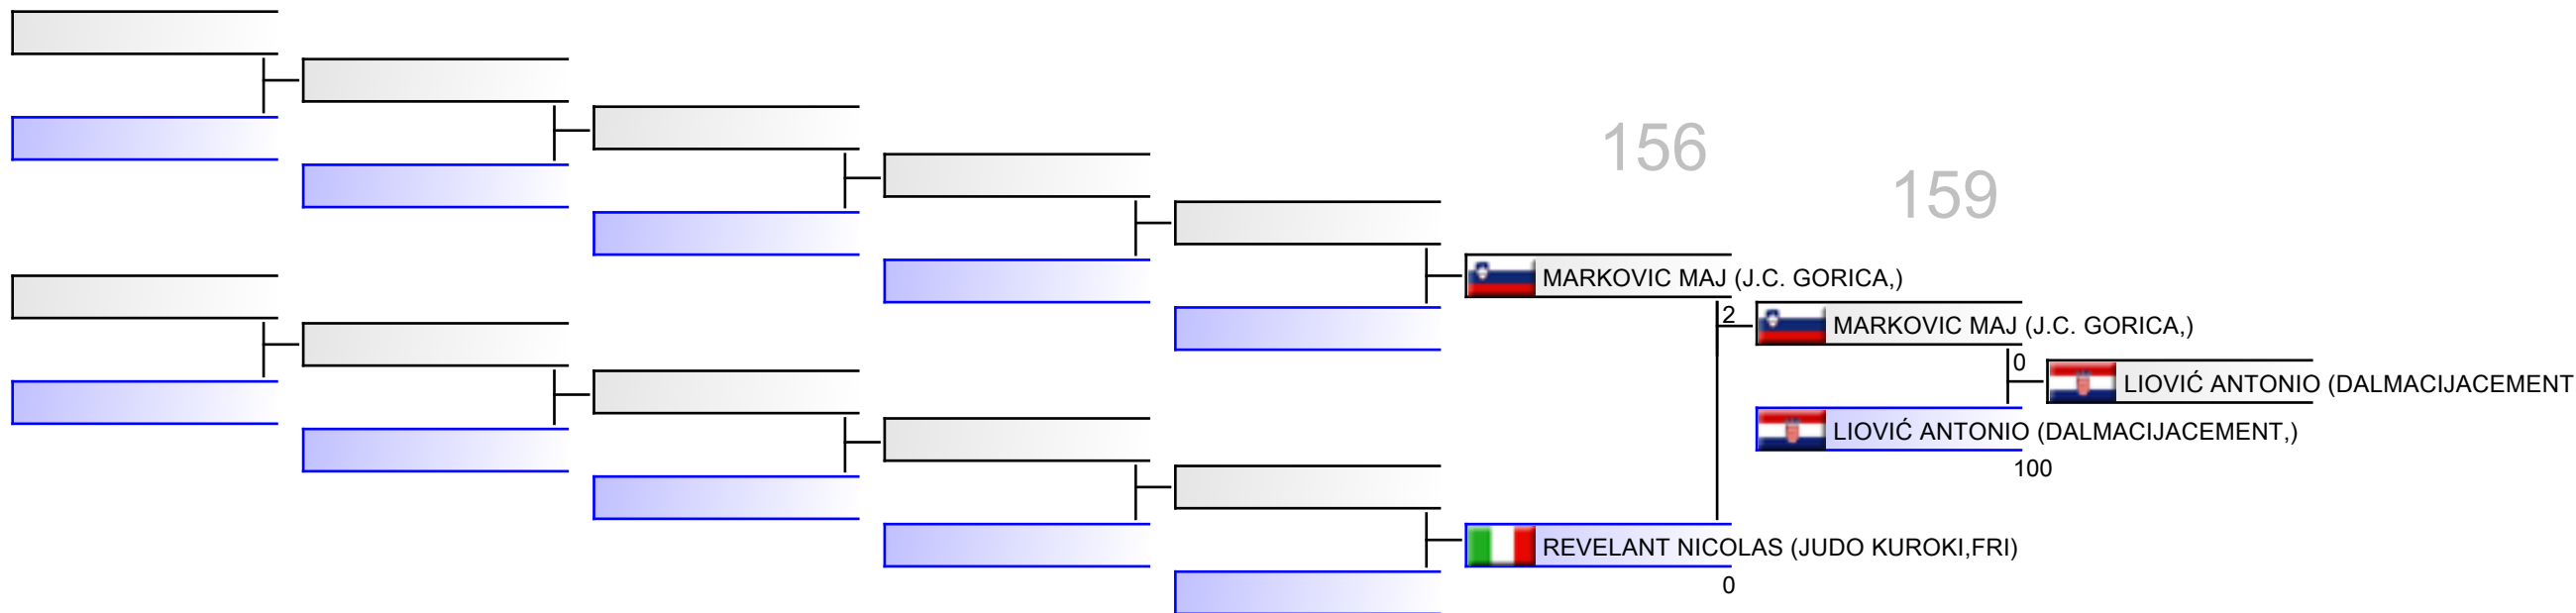 156
159
MARKOVIC MAJ (J.C. GORICA,)
2
MARKOVIC MAJ (J.C. GORICA,)
0
LIOVIĆ ANTONIO (DALMACIJACEMENT
LIOVIĆ ANTONIO (DALMACIJACEMENT,)
100
REVELANT NICOLAS (JUDO KUROKI,FRI)
0